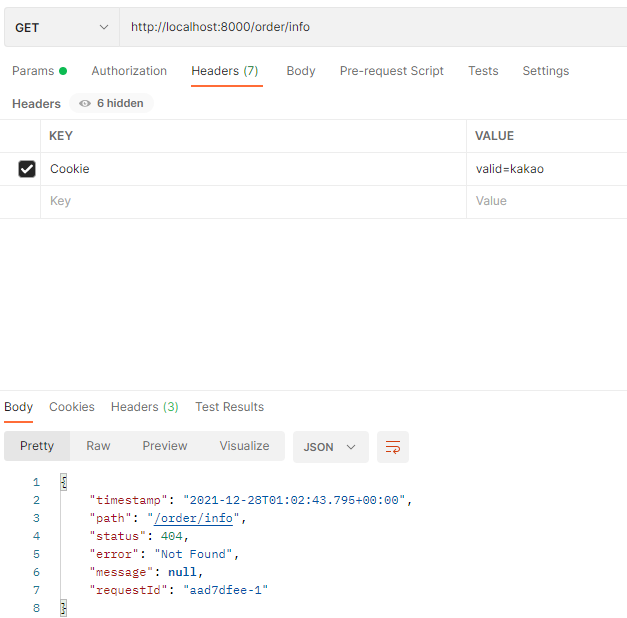 GET http://localhost:8000/order/info
Params Authorization Headers (7) Body Pre-request Script Tests Settings
Headers 6 hidden
KEY VALUE
Cookie valid=kakao
Key Value
Body Cookies Headers (3) Test Results
Pretty Raw Preview Visualize JSON
1 {
2 "timestamp": "2021-12-28T01:02:43.795+00:00",
3 "path": "/order/info",
4 "status": 404,
5 "error": "Not Found",
6 "message": null,
7 "requestId": "aad7dfee-1"
8 }